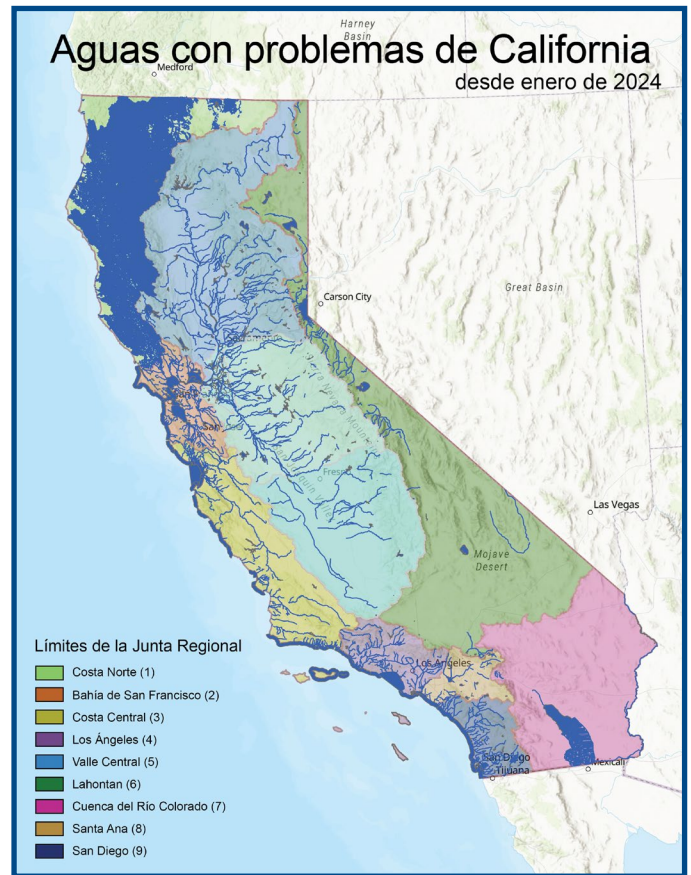 Harney
Basin
Aguas con problemas de California
Medford
desde enero de 2024
Great Basin
Carson City
Sacramento
San
Fresno
Las Vegas
Mojave
Desert
Los Angeles
San Diego
Tijuana
Mexicali
Límites de la Junta Regional
Costa Norte (1)
Bahía de San Francisco (2)
Costa Central (3)
Los Ángeles (4)
Valle Central (5)
Lahontan (6)
Cuenca del Río Colorado (7)
Santa Ana (8)
San Diego (9)